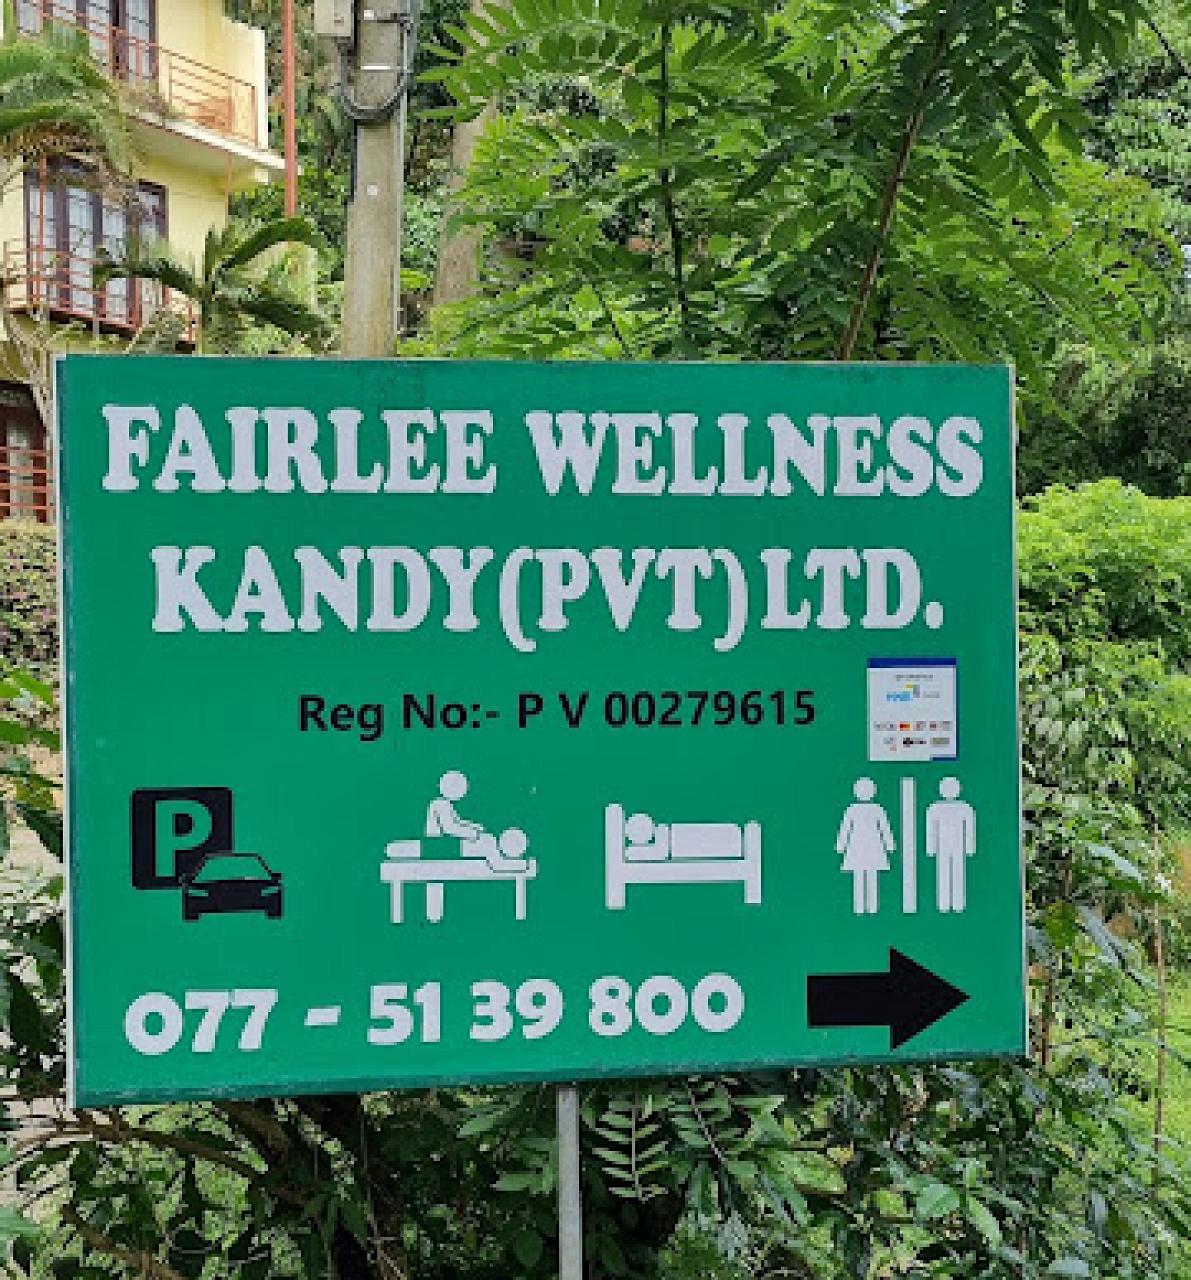 FAIRLEE WELLNESS
KANDY(PVT)LTD.
Reg No:- P V 00279615
P
077 - 51 39 800